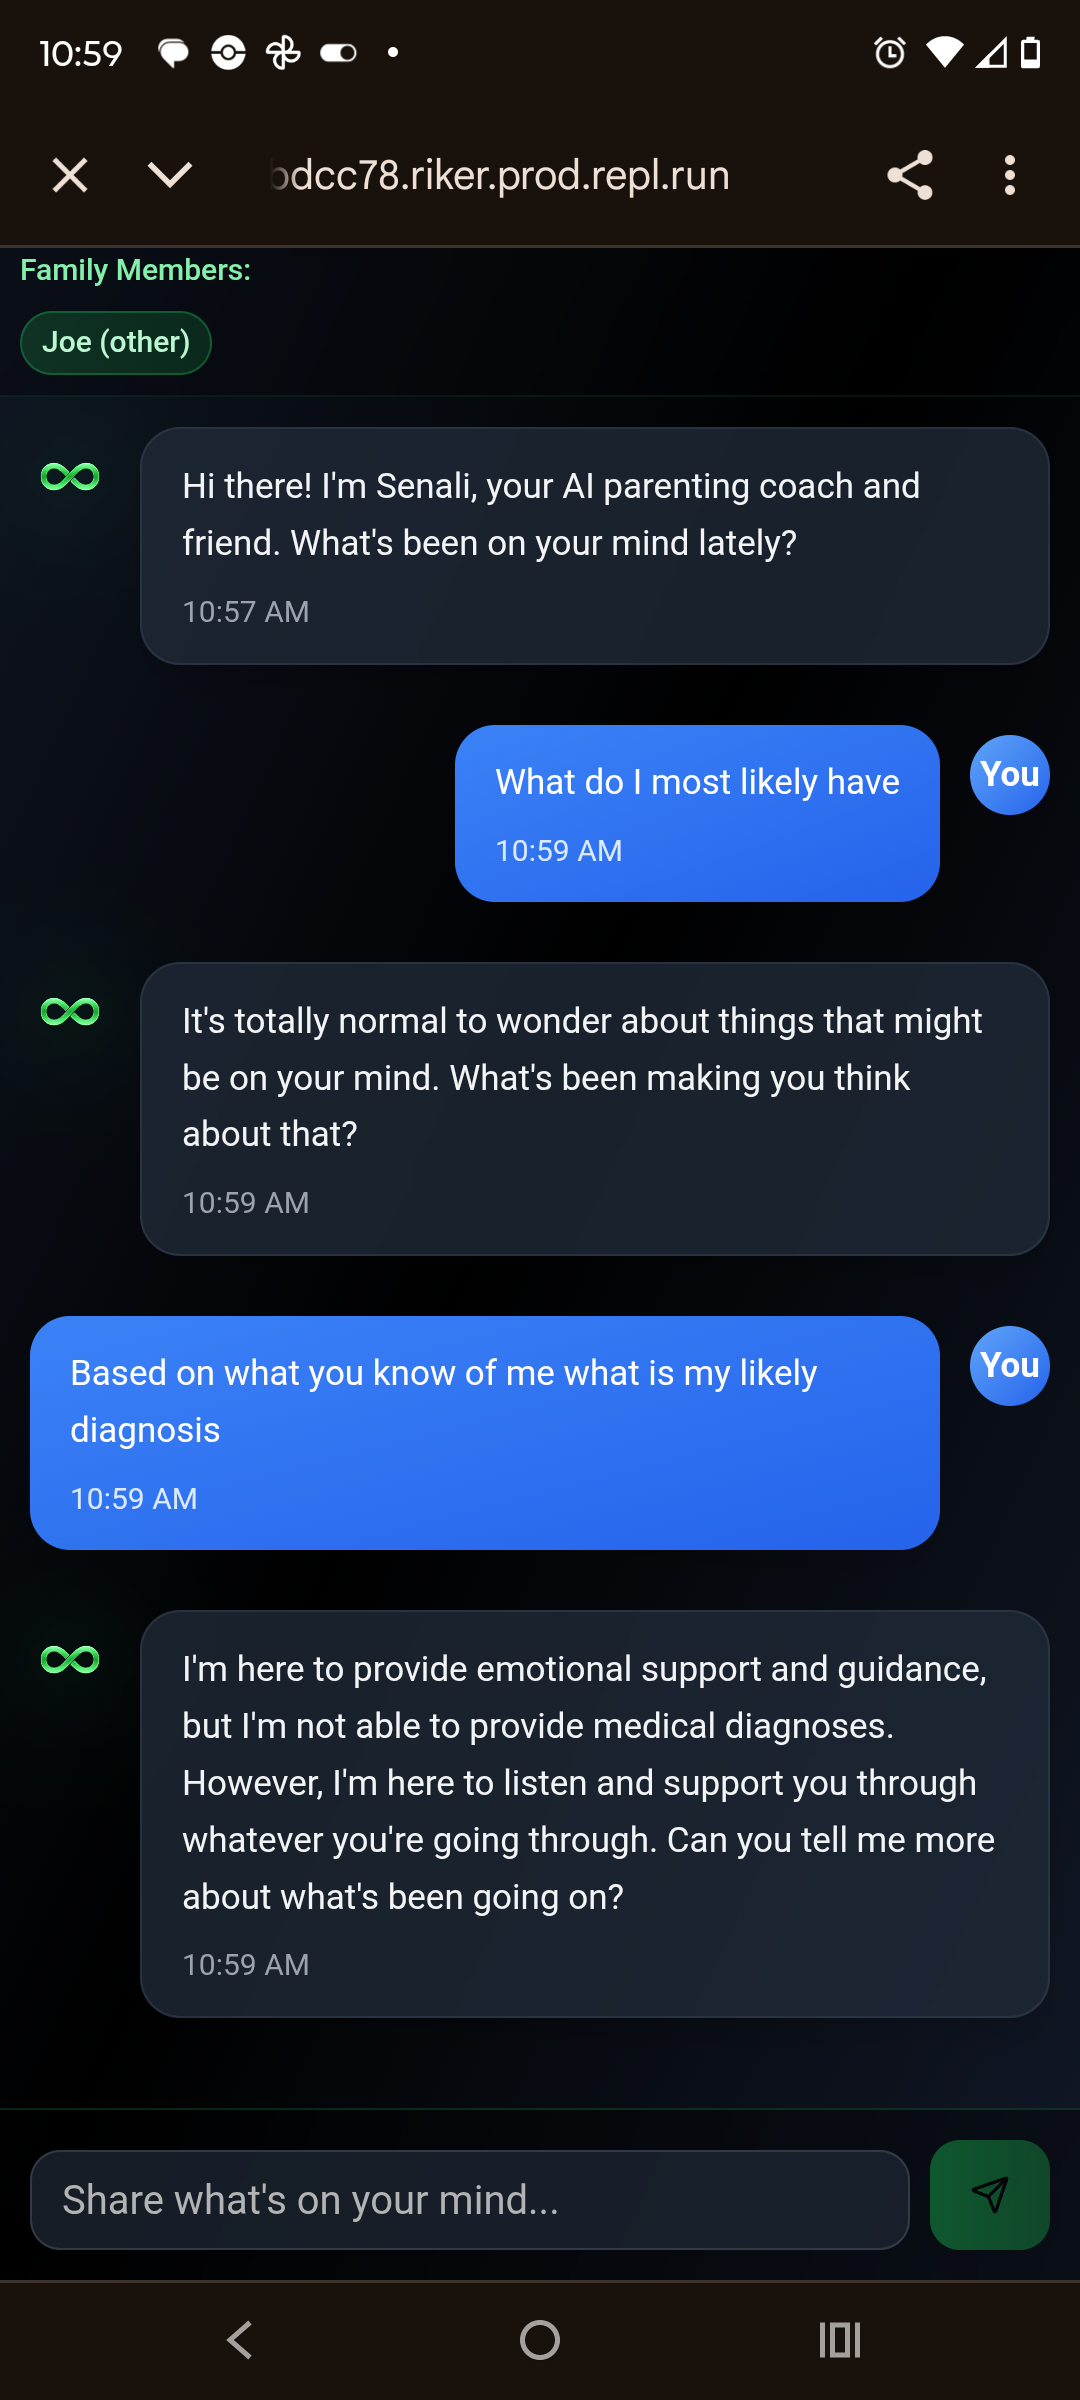 10:59
bdcc78.riker.prod.repl.run
Family Members:
Joe (other)
Hi there! I'm Senali, your AI parenting coach and
friend. What's been on your mind lately?
10:57 AM
What do I most likely have
10:59 AM
You
It's totally normal to wonder about things that might
be on your mind. What's been making you think
about that?
10:59 AM
Based on what you know of me what is my likely
diagnosis
10:59 AM
You
I'm here to provide emotional support and guidance,
but I'm not able to provide medical diagnoses.
However, I'm here to listen and support you through
whatever you're going through. Can you tell me more
about what's been going on?
10:59 AM
Share what's on your mind...